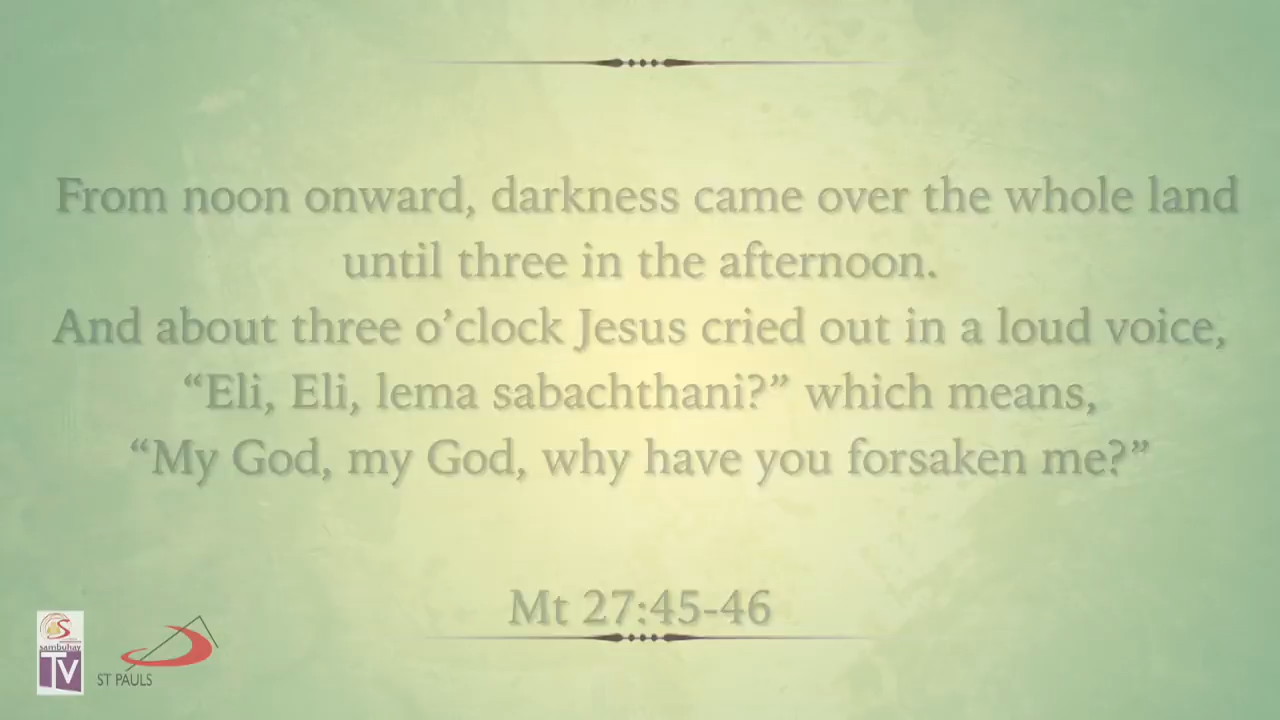 From noon onward, darkness came over the whole land
until three in the afternoon.
And about three o’clock Jesus cried out in a loud voice,
“Eli, Eli, lema sabachthani?” which means,
“My God, my God, why have you forsaken me?”
Mt 27:45-46
S
sambuhay
TV
ST PAULS